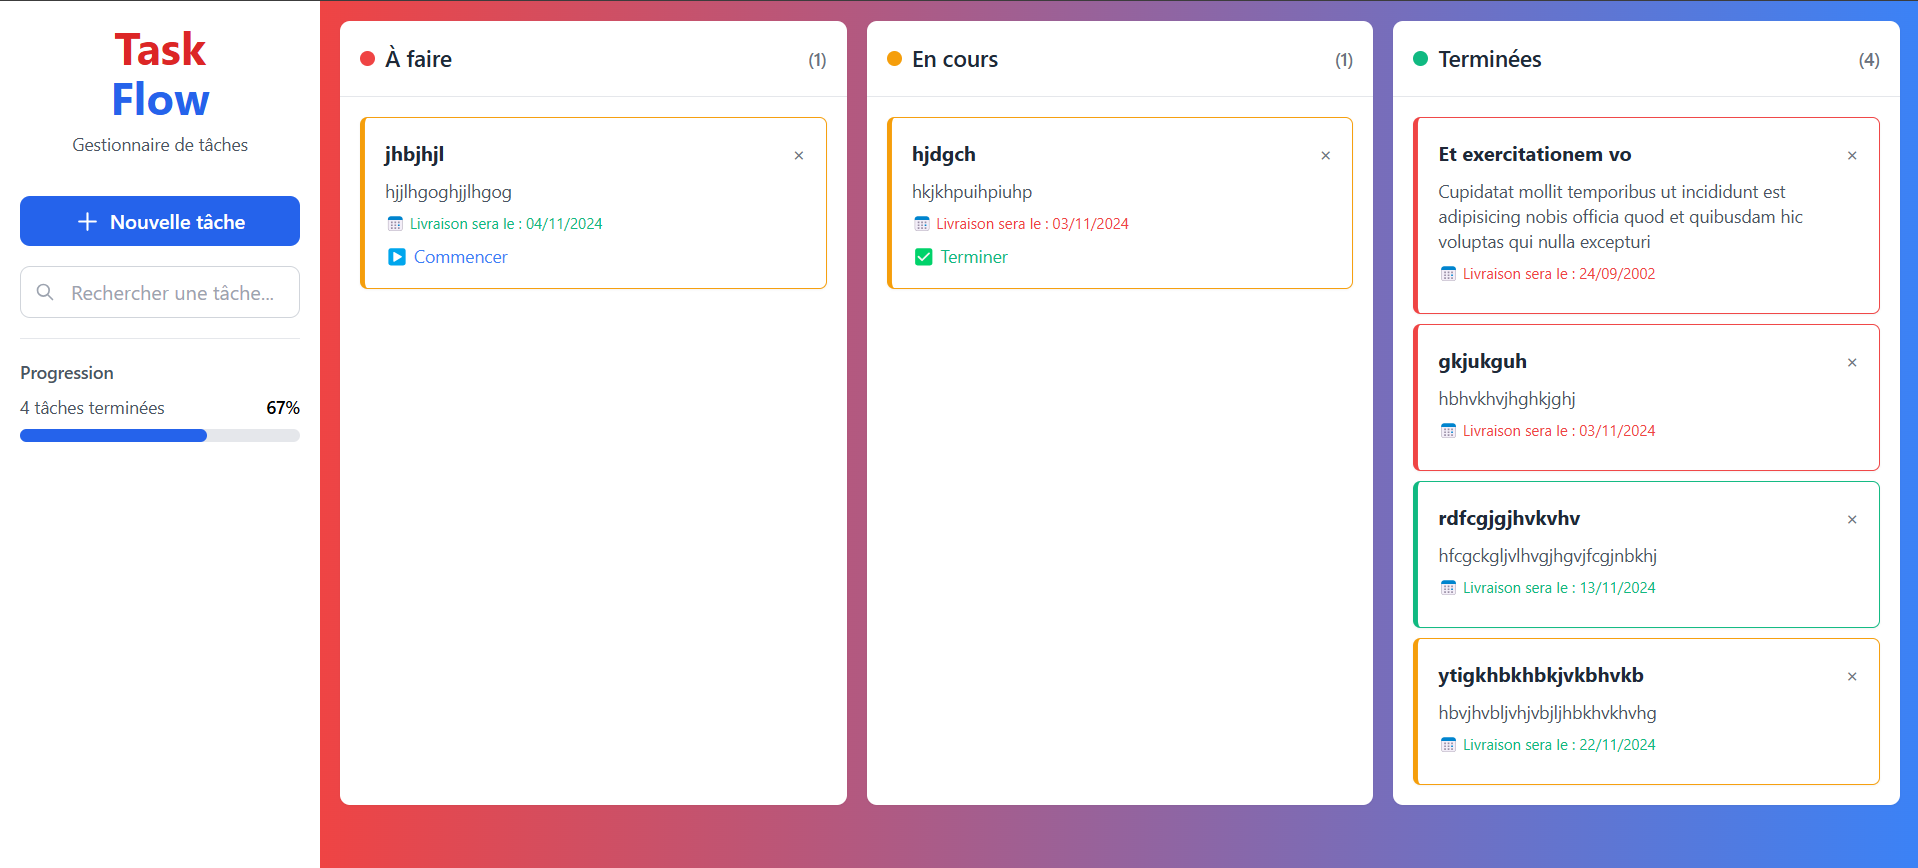 Task
Flow
Gestionnaire de tâches
Nouvelle tâche
Rechercher une tâche...
Progression
4 tâches terminées 67%
À faire (1)
jhbjhjl ×
hjjlhgoghjjlhgog
Livraison sera le : 04/11/2024
Commencer
En cours (1)
hjdgch ×
hkjkhpuihpiuhp
Livraison sera le : 03/11/2024
Terminer
Terminées (4)
Et exercitationem vo ×
Cupidatat mollit temporibus ut incididunt est
adipisicing nobis officia quod et quibusdam hic
voluptas qui nulla excepturi
Livraison sera le : 24/09/2002
gkjukguh ×
hbhvkhvjhghkjghj
Livraison sera le : 03/11/2024
rdfcgjgjhvkvhv ×
hfcgckgljvlhvgjhgvjfcgjnbkhj
Livraison sera le : 13/11/2024
ytigkhbkhbkjvkbhvkb ×
hbvjhvbljvhjvbjljhbkhvkhvhg
Livraison sera le : 22/11/2024